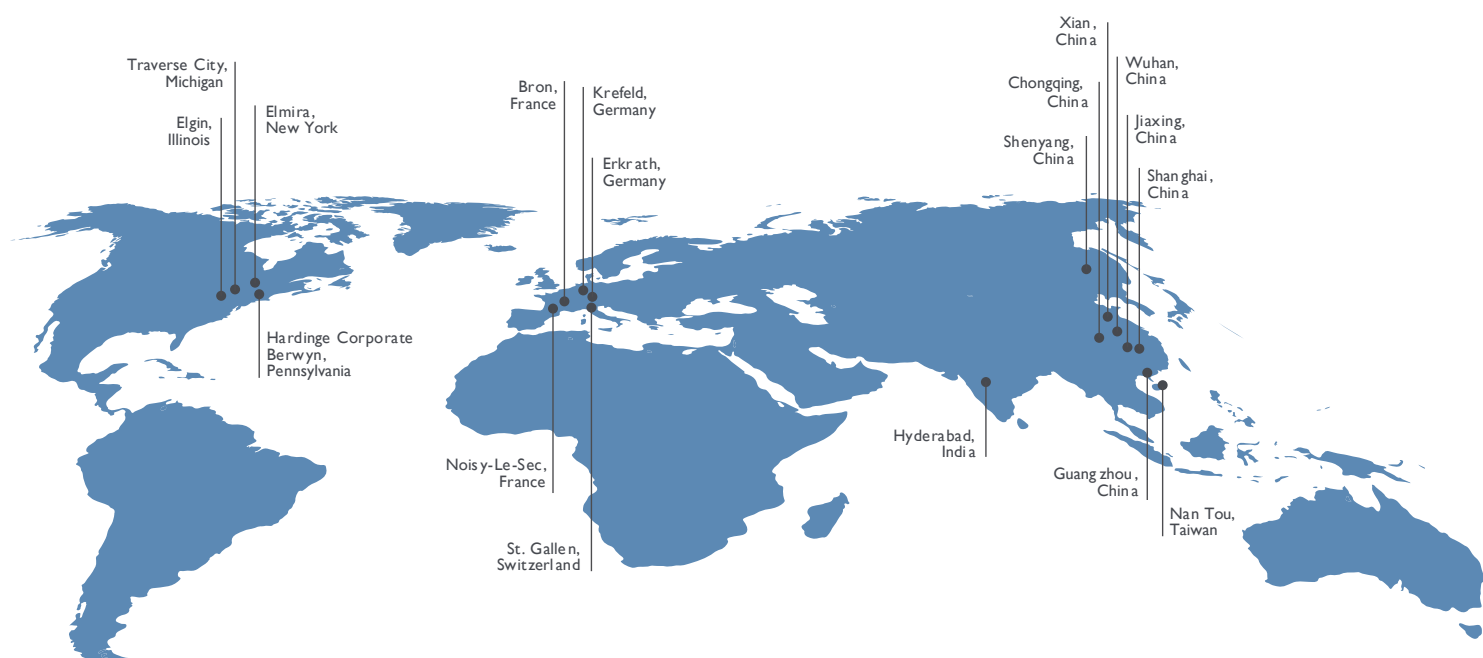 Xian,
China
Traverse City,
Michigan
Wuhan,
China
Chongqing,
China
Bron,
France
Krefeld,
Germany
Elmira,
New York
Elgin,
Illinois
Jiaxing,
China
Shenyang,
China
Erkrath,
Germany
Shanghai,
China
Hardinge Corporate
Berwyn,
Pennsylvania
Hyderabad,
India
Noisy-Le-Sec,
France
Guangzhou,
China
Nan Tou,
Taiwan
St. Gallen,
Switzerland